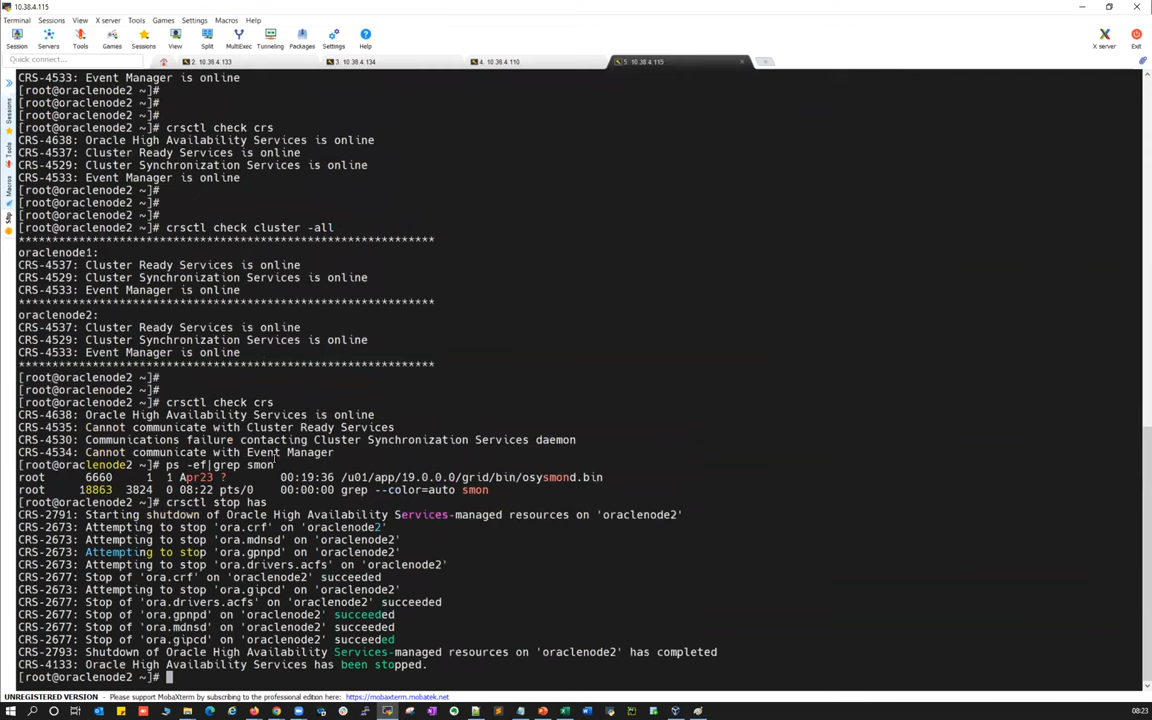 10.38.4.115
Terminal Sessions View X server Tools Games Settings Macros Help
Session Servers Tools Games Sessions View Split MultiExec Tunneling Packages Settings Help X server Exit
Quick connect... 2. 10.38.4.133 3. 10.38.4.134 4. 10.38.4.110 5. 10.38.4.115
Sessions
Tools
Macros
Sftp
CRS-4533: Event Manager is online
[root@oraclenode2 ~]#
[root@oraclenode2 ~]#
[root@oraclenode2 ~]#
[root@oraclenode2 ~]# crsctl check crs
CRS-4638: Oracle High Availability Services is online
CRS-4537: Cluster Ready Services is online
CRS-4529: Cluster Synchronization Services is online
CRS-4533: Event Manager is online
[root@oraclenode2 ~]#
[root@oraclenode2 ~]#
[root@oraclenode2 ~]#
[root@oraclenode2 ~]# crsctl check cluster -all
**************************************************************
oraclenode1:
CRS-4537: Cluster Ready Services is online
CRS-4529: Cluster Synchronization Services is online
CRS-4533: Event Manager is online
**************************************************************
oraclenode2:
CRS-4537: Cluster Ready Services is online
CRS-4529: Cluster Synchronization Services is online
CRS-4533: Event Manager is online
**************************************************************
[root@oraclenode2 ~]#
[root@oraclenode2 ~]#
[root@oraclenode2 ~]# crsctl check crs
CRS-4638: Oracle High Availability Services is online
CRS-4535: Cannot communicate with Cluster Ready Services
CRS-4530: Communications failure contacting Cluster Synchronization Services daemon
CRS-4534: Cannot communicate with Event Manager
[root@oraclenode2 ~]# ps -ef|grep smon
root 6660 1 1 Apr23 ? 00:19:36 /u01/app/19.0.0.0/grid/bin/osysmond.bin
root 18863 3824 0 08:22 pts/0 00:00:00 grep --color=auto smon
[root@oraclenode2 ~]# crsctl stop has
CRS-2791: Starting shutdown of Oracle High Availability Services-managed resources on 'oraclenode2'
CRS-2673: Attempting to stop 'ora.crf' on 'oraclenode2'
CRS-2673: Attempting to stop 'ora.mdnsd' on 'oraclenode2'
CRS-2673: Attempting to stop 'ora.gpnpd' on 'oraclenode2'
CRS-2673: Attempting to stop 'ora.drivers.acfs' on 'oraclenode2'
CRS-2677: Stop of 'ora.crf' on 'oraclenode2' succeeded
CRS-2673: Attempting to stop 'ora.gipcd' on 'oraclenode2'
CRS-2677: Stop of 'ora.drivers.acfs' on 'oraclenode2' succeeded
CRS-2677: Stop of 'ora.gpnpd' on 'oraclenode2' succeeded
CRS-2677: Stop of 'ora.mdnsd' on 'oraclenode2' succeeded
CRS-2677: Stop of 'ora.gipcd' on 'oraclenode2' succeeded
CRS-2793: Shutdown of Oracle High Availability Services-managed resources on 'oraclenode2' has completed
CRS-4133: Oracle High Availability Services has been stopped.
[root@oraclenode2 ~]#
UNREGISTERED VERSION - Please support MobaXterm by subscribing to the professional edition here: https://mobaxterm.mobatek.net
08:23